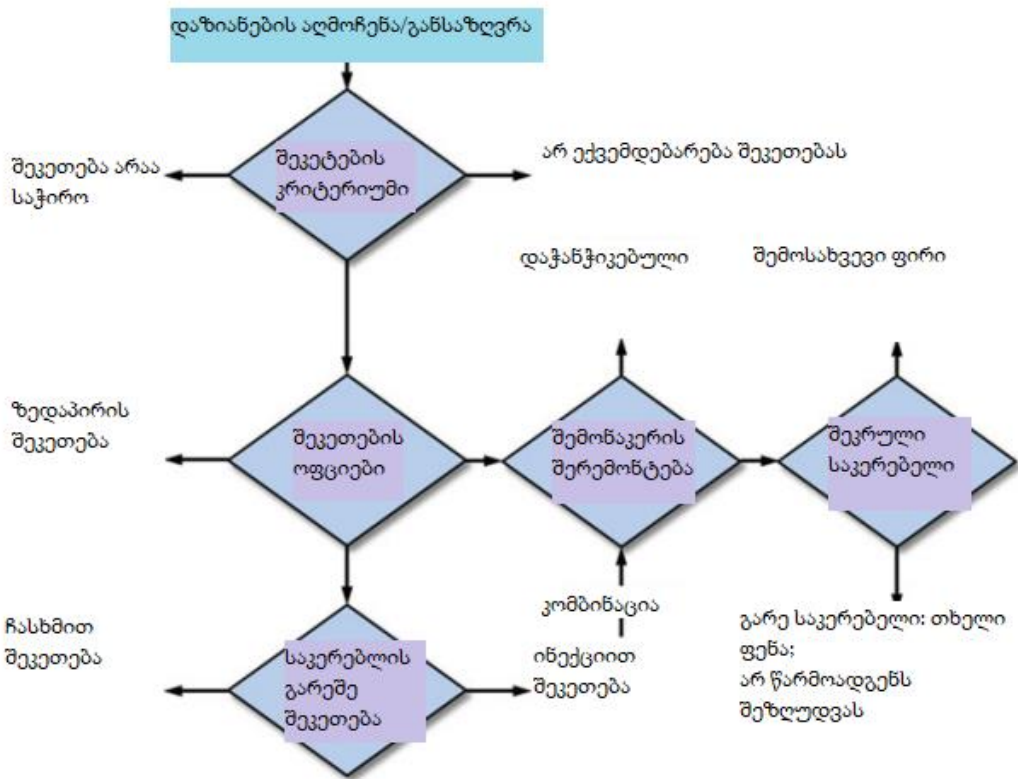 დაზიანების აღმოჩენა/განსაზღვრა
შეკეტების
კრიტერიუმი
შეკეთება არაა
საჭირო
არ ექვემდებარება შეკეთებას
დაჭანჭიკებული
შემოსახვევი ფირი
ზედაპირის
შეკეთება
შეკეთების
ოფციები
შემონაკერის
შერემონტება
შეკრული
საკერებელი
ჩასხმით
შეკეთება
საკერებლის
გარეშე
შეკეთება
კომბინაცია
ინექციით
შეკეთება
გარე საკერებელი: თხელი
ფენა;
არ წარმოადგენს
შეზღუდვას